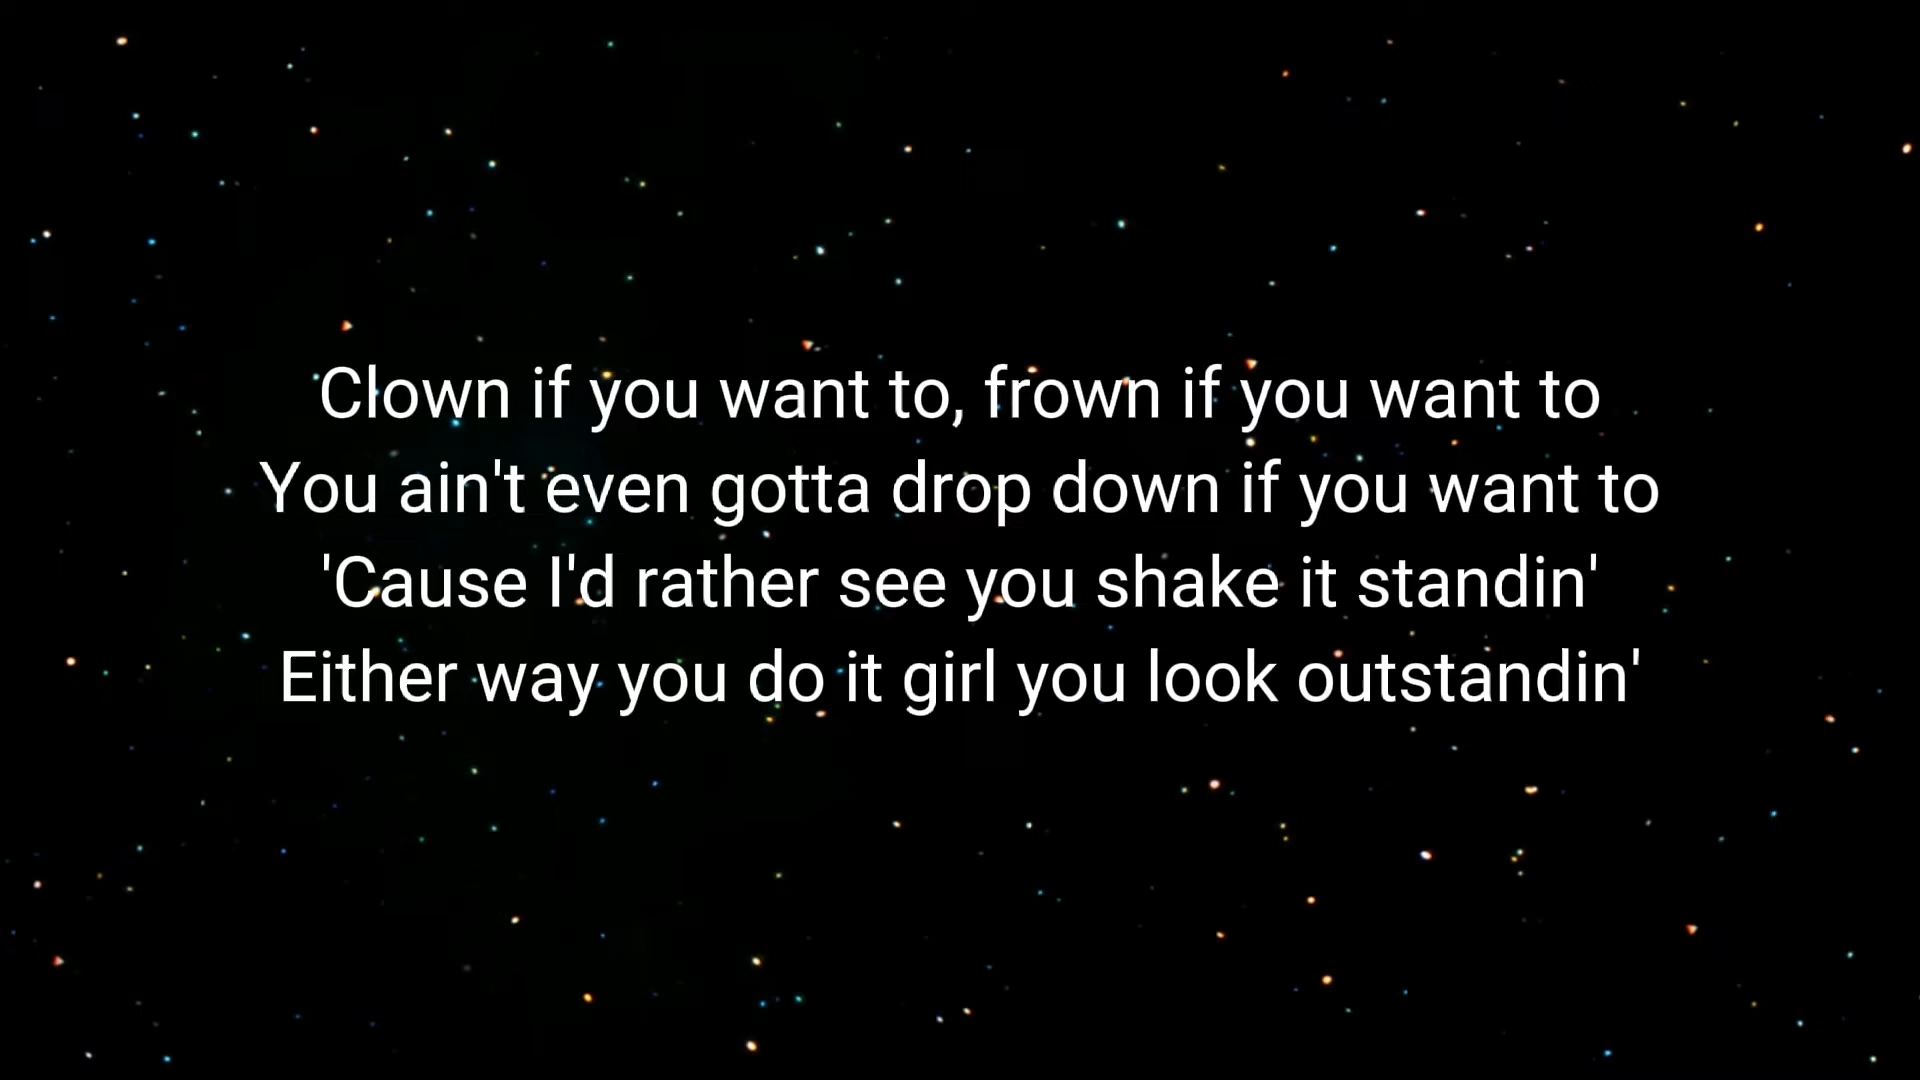 Clown if you want to, frown if you want to
You ain't even gotta drop down if you want to
'Cause I'd rather see you shake it standin'
Either way you do it girl you look outstandin'